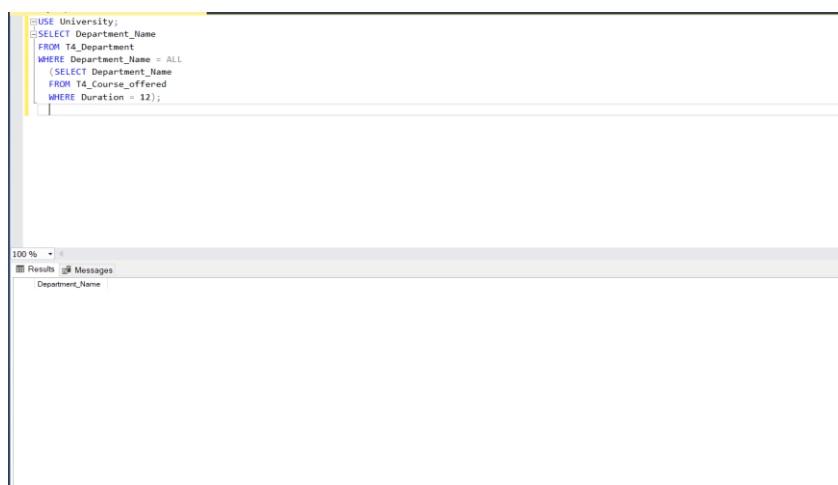 USE University;
SELECT Department_Name
FROM T4_Department
WHERE Department_Name = ALL
(SELECT Department_Name
FROM T4_Course_offered
WHERE Duration = 12);
100 %
Results Messages
Department_Name